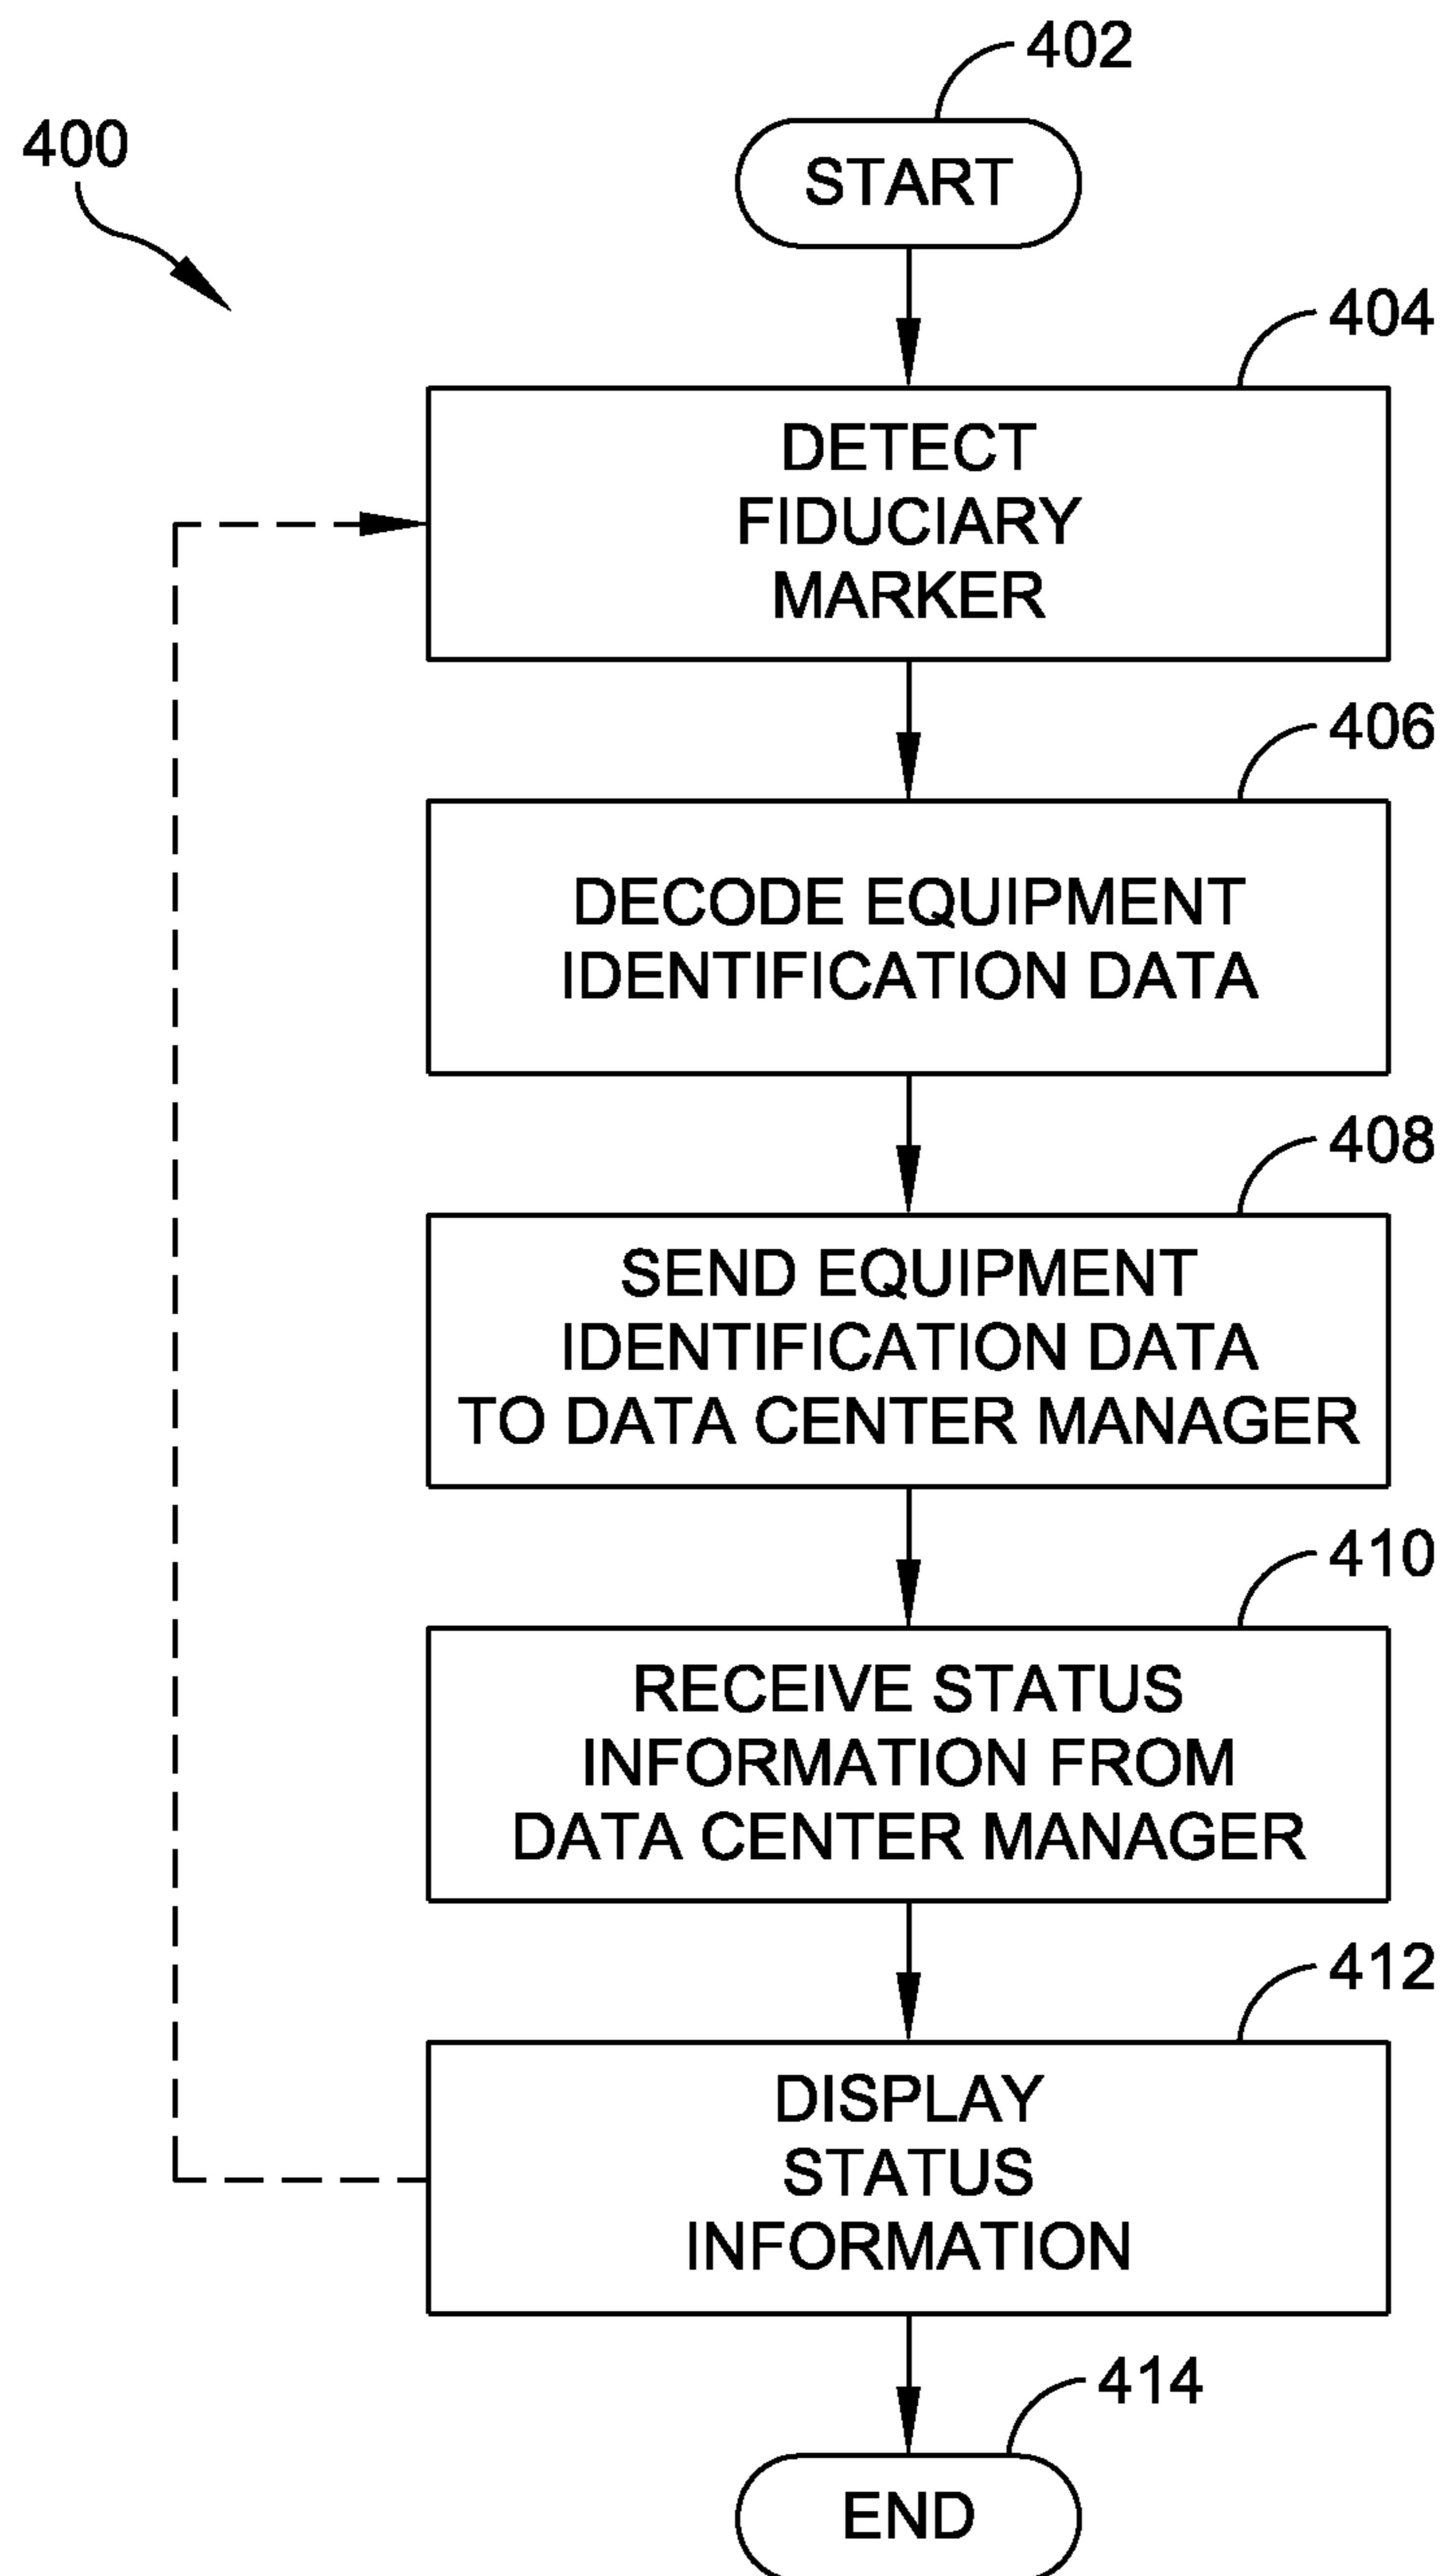 402
400
START
404
DETECT
FIDUCIARY
MARKER
406
DECODE EQUIPMENT
IDENTIFICATION DATA
408
SEND EQUIPMENT
IDENTIFICATION DATA
TO DATA CENTER MANAGER
410
RECEIVE STATUS
INFORMATION FROM
DATA CENTER MANAGER
412
DISPLAY
STATUS
INFORMATION
414
END